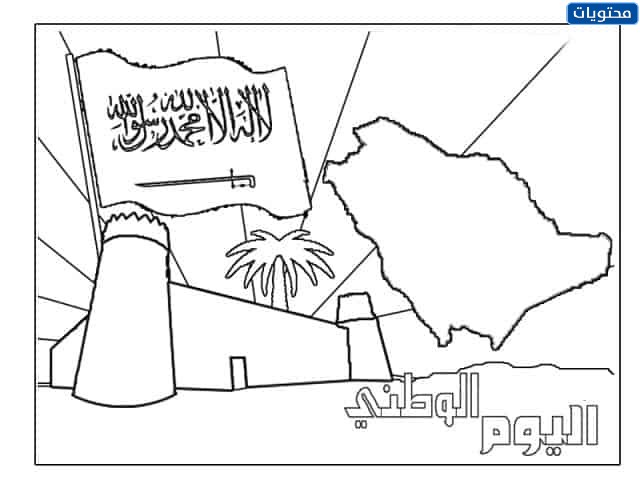 محتويات
لا إله إلا الله محمد رسول الله
اليوم الوطني